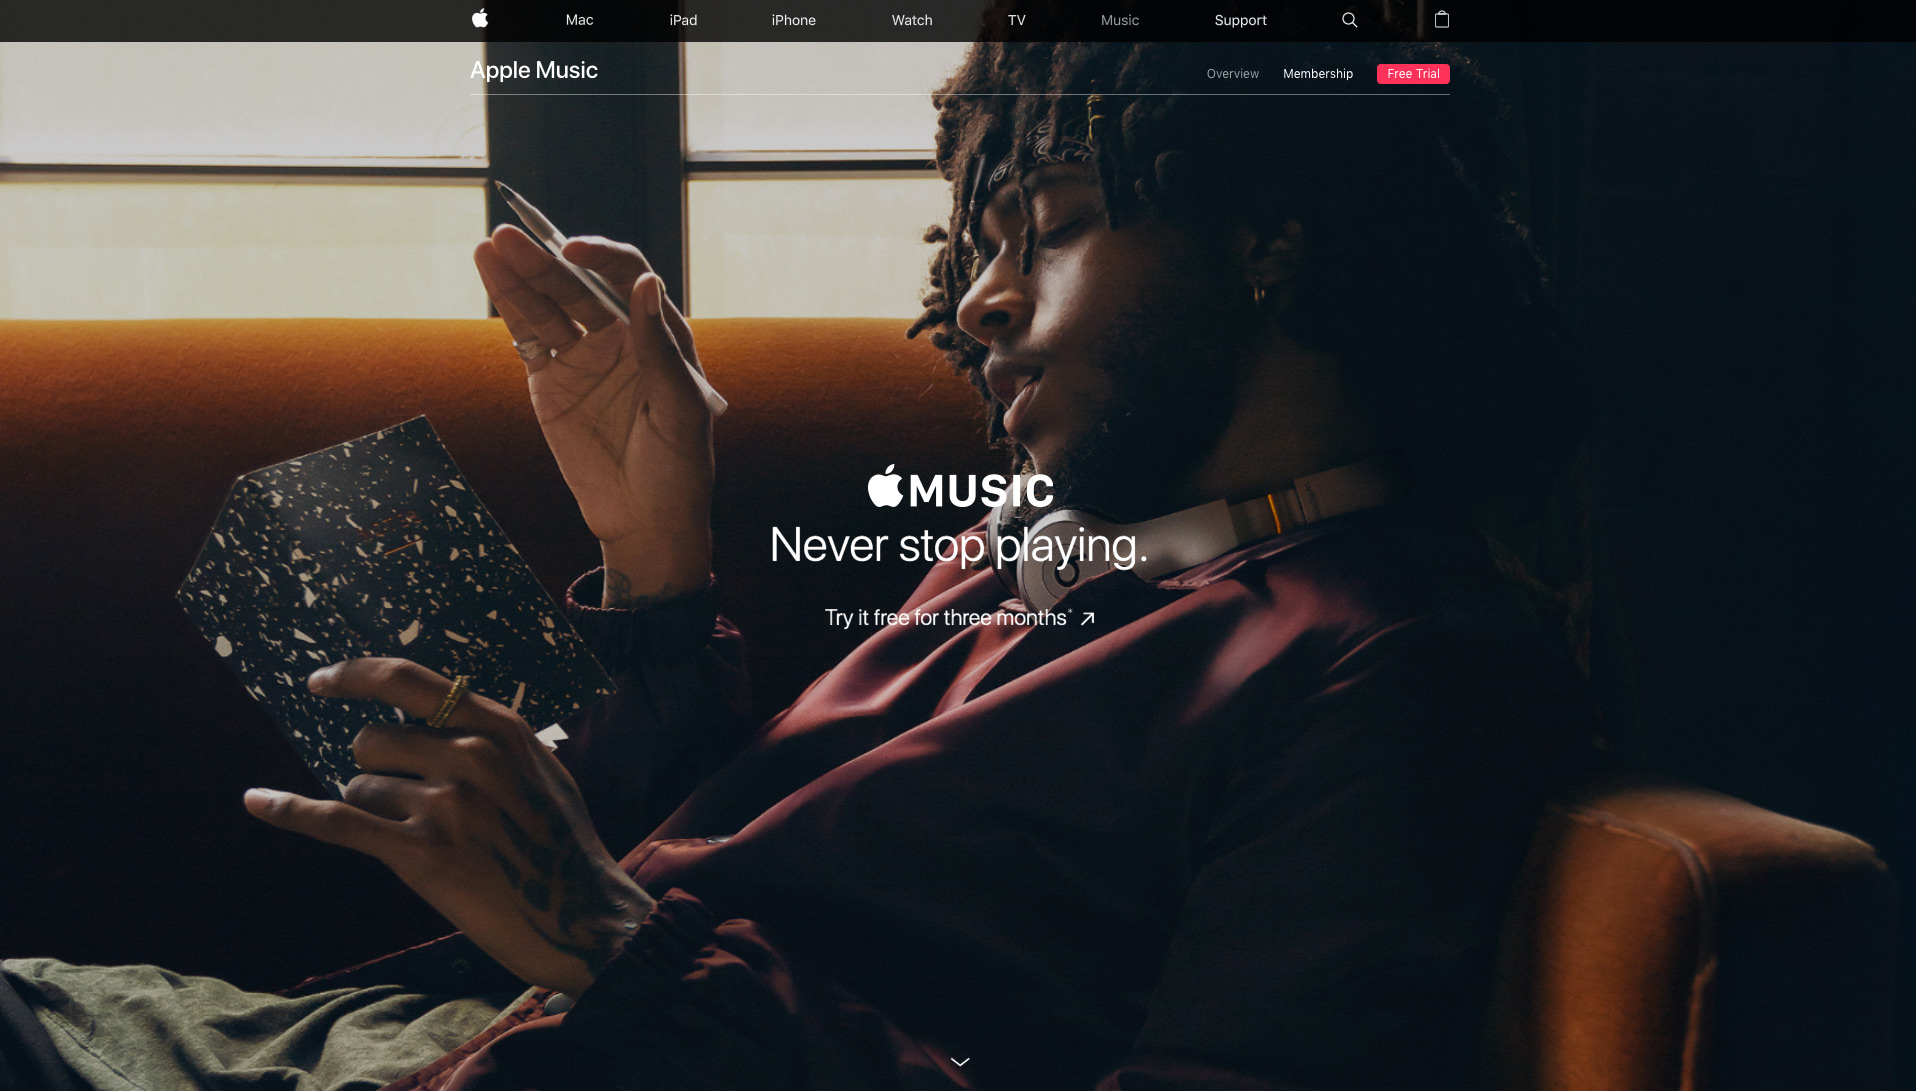 Mac iPad iPhone Watch TV Music Support
Apple Music
Overview Membership Free Trial
MUSIC
Never stop playing.
Try it free for three months*